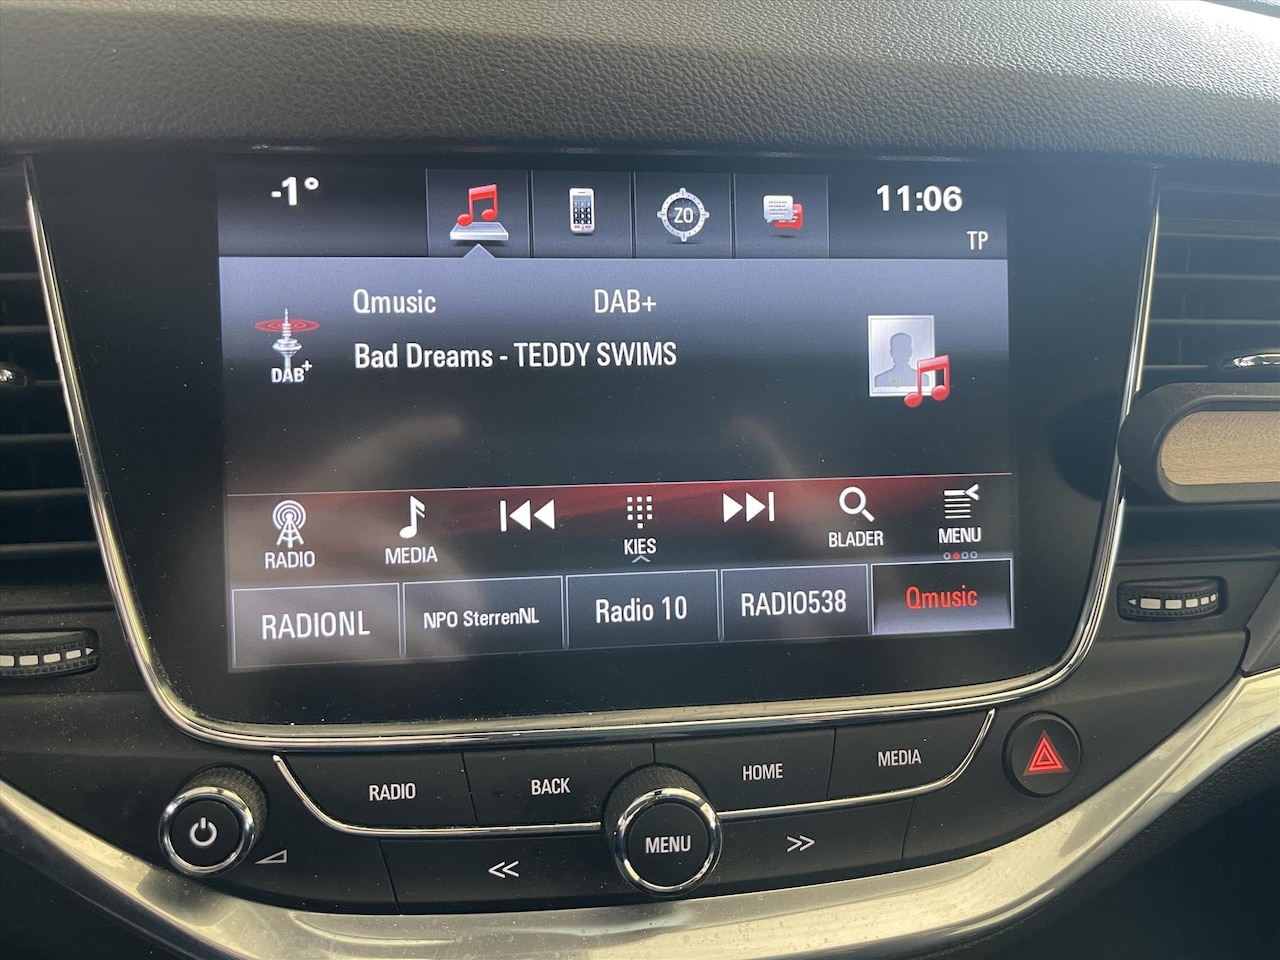 -1°
ZO
11:06
TP
Qmusic DAB+
DAB+
Bad Dreams - TEDDY SWIMS
RADIO
MEDIA
KIES
BLADER
MENU
RADIONL
NPO SterrenNL
Radio 10
RADIO538
Qmusic
RADIO
BACK
HOME
MEDIA
MENU